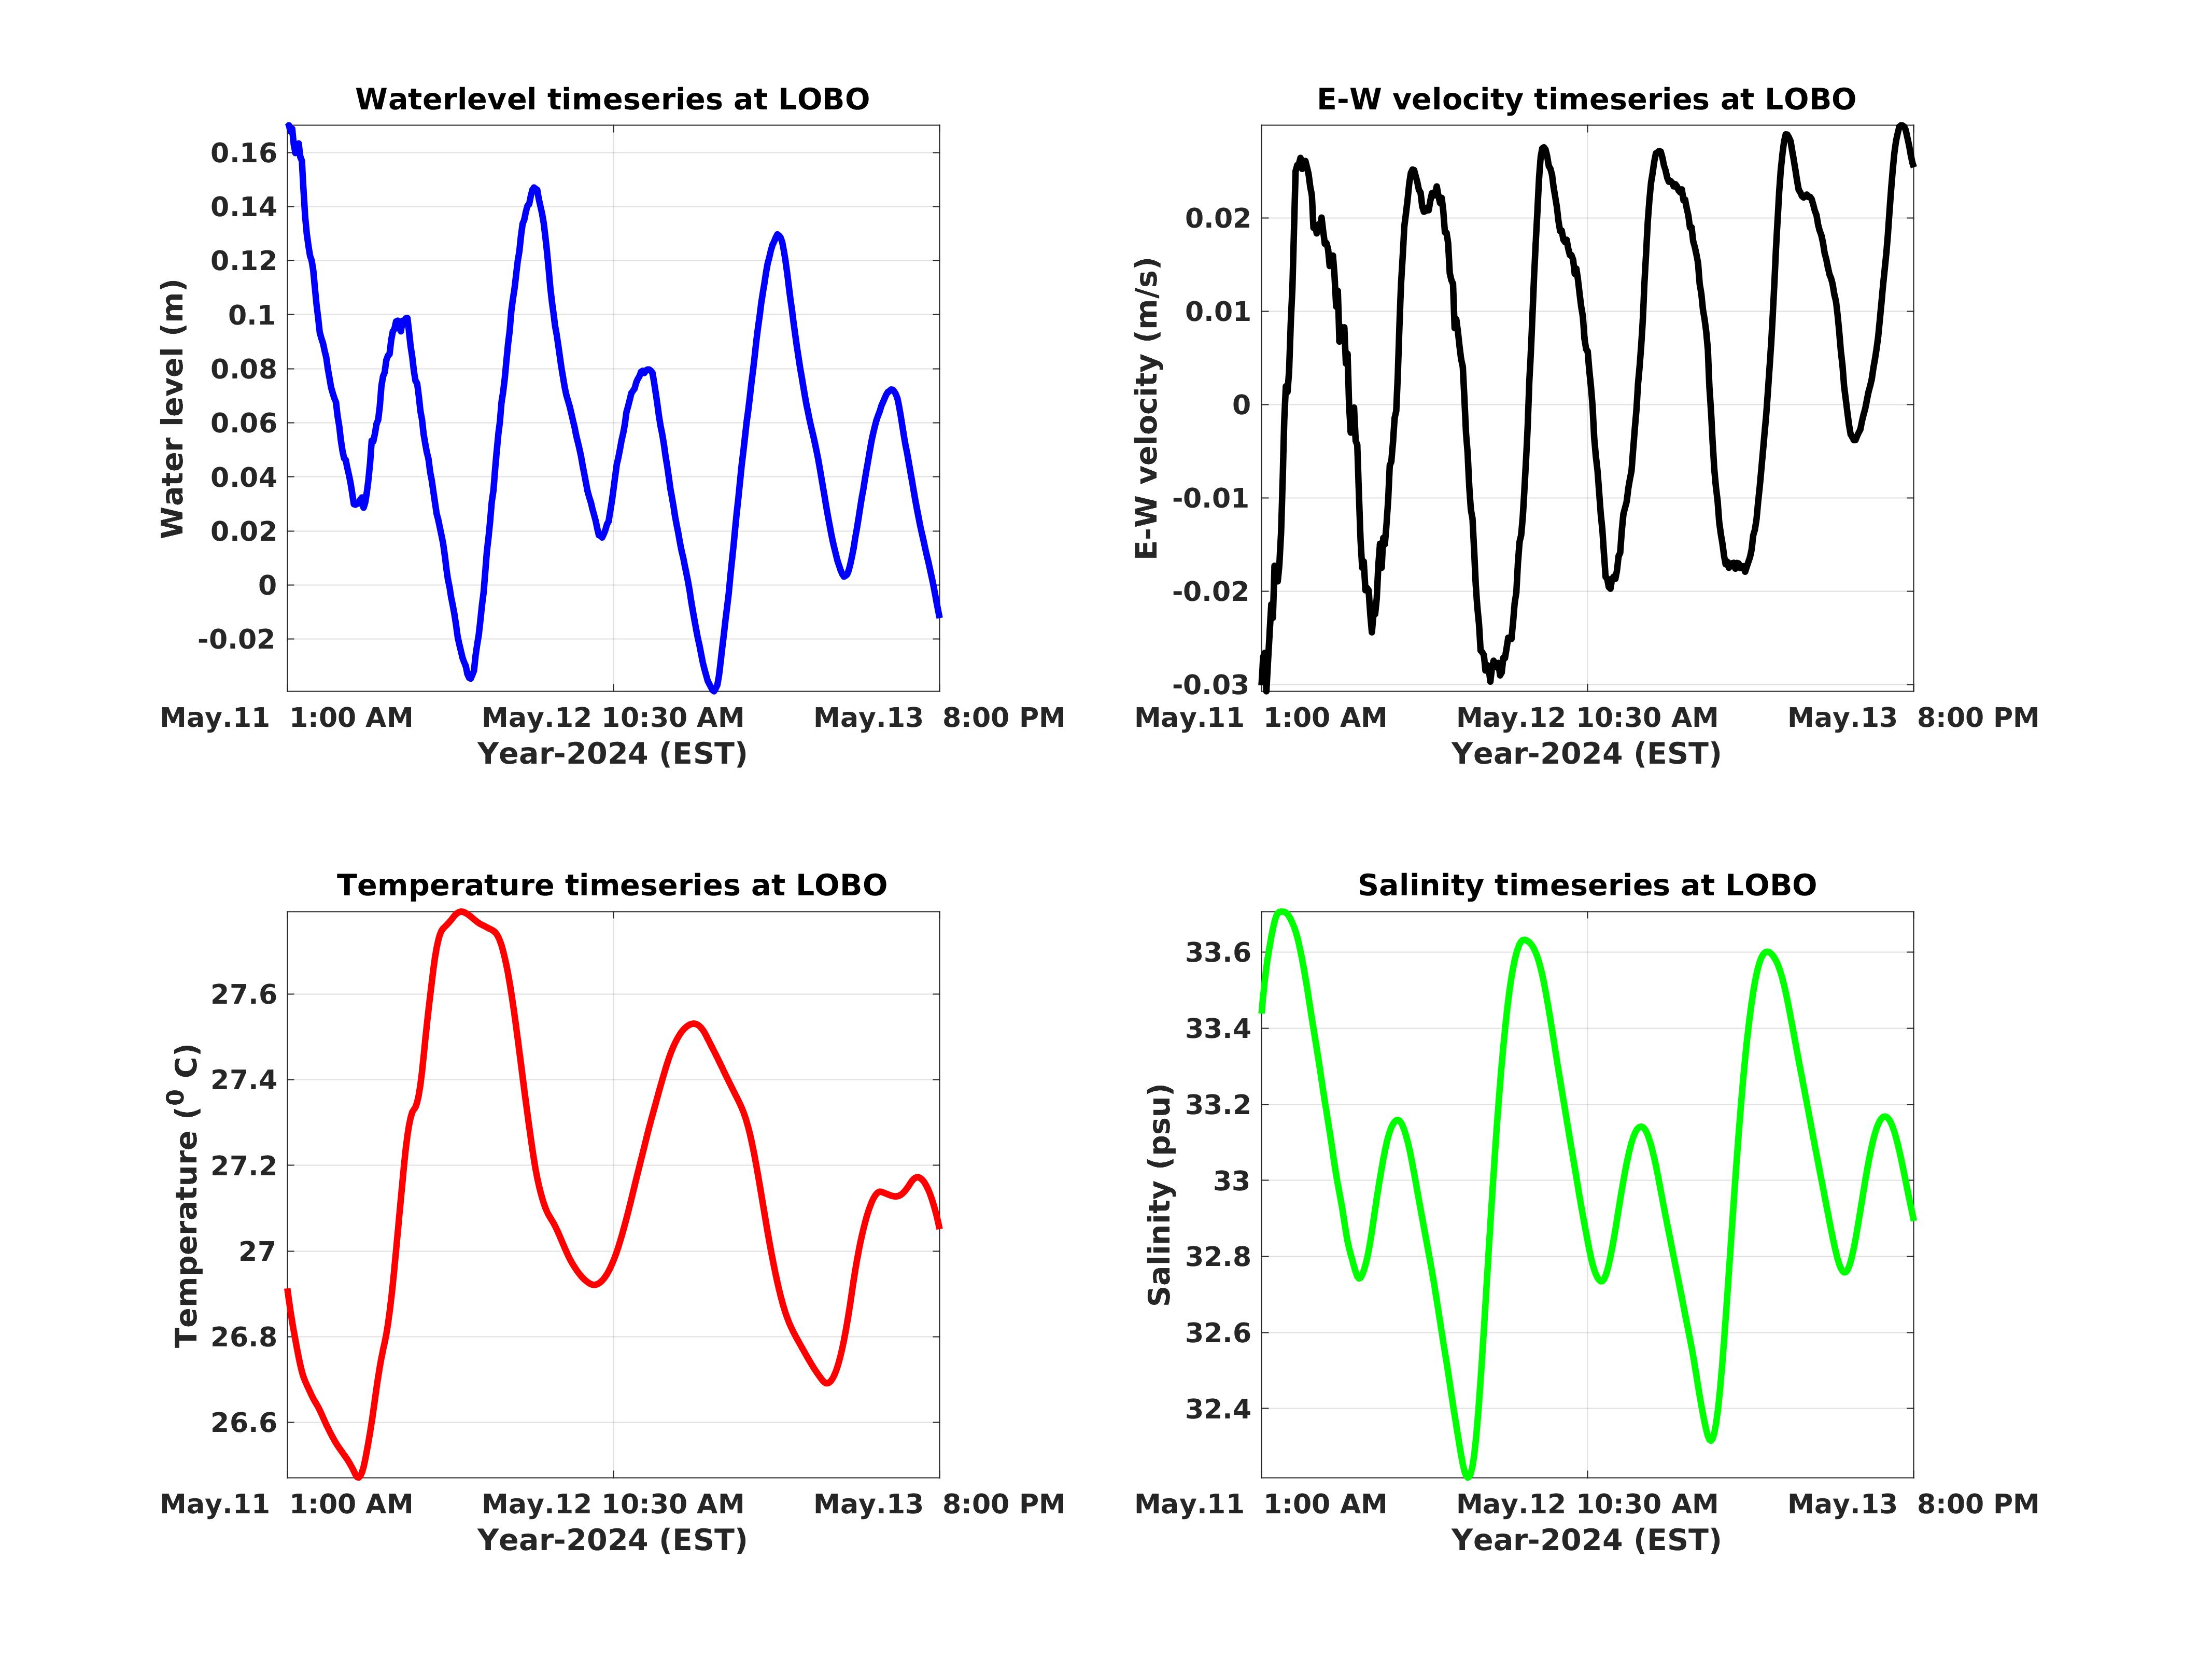 Waterlevel timeseries at LOBO
Water level (m)
0.16
0.14
0.12
0.1
0.08
0.06
0.04
0.02
0
-0.02
May.11 1:00 AM May.12 10:30 AM May.13 8:00 PM
Year-2024 (EST)
E-W velocity timeseries at LOBO
E-W velocity (m/s)
0.02
0.01
0
-0.01
-0.02
-0.03
May.11 1:00 AM May.12 10:30 AM May.13 8:00 PM
Year-2024 (EST)
Temperature timeseries at LOBO
Temperature (⁰ C)
27.6
27.4
27.2
27
26.8
26.6
May.11 1:00 AM May.12 10:30 AM May.13 8:00 PM
Year-2024 (EST)
Salinity timeseries at LOBO
Salinity (psu)
33.6
33.4
33.2
33
32.8
32.6
32.4
May.11 1:00 AM May.12 10:30 AM May.13 8:00 PM
Year-2024 (EST)